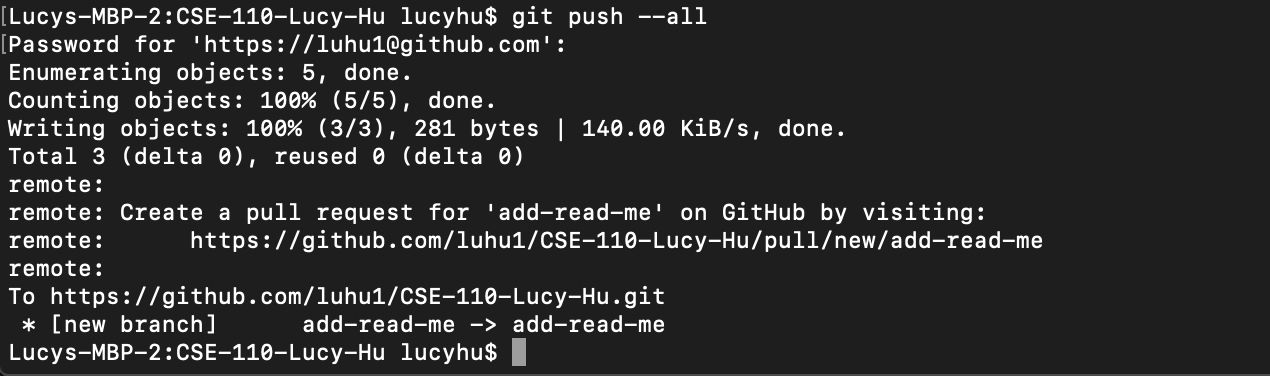 [Lucys-MBP-2:CSE-110-Lucy-Hu lucyhu$ git push --all
[Password for 'https://luhu1@github.com':
Enumerating objects: 5, done.
Counting objects: 100% (5/5), done.
Writing objects: 100% (3/3), 281 bytes | 140.00 KiB/s, done.
Total 3 (delta 0), reused 0 (delta 0)
remote:
remote: Create a pull request for 'add-read-me' on GitHub by visiting:
remote:      https://github.com/luhu1/CSE-110-Lucy-Hu/pull/new/add-read-me
remote:
To https://github.com/luhu1/CSE-110-Lucy-Hu.git
 * [new branch]      add-read-me -> add-read-me
Lucys-MBP-2:CSE-110-Lucy-Hu lucyhu$